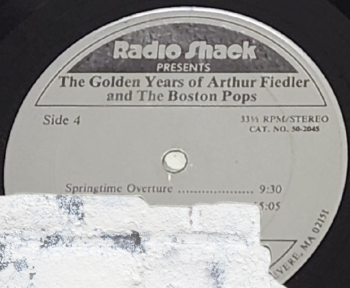 Radio Shack
PRESENTS
The Golden Years of Arthur Fiedler
and The Boston Pops
Side 4
33⅓ RPM/STEREO
CAT. NO. 50-2045
Springtime Overture .................... 9:30
5:05
MA 02151